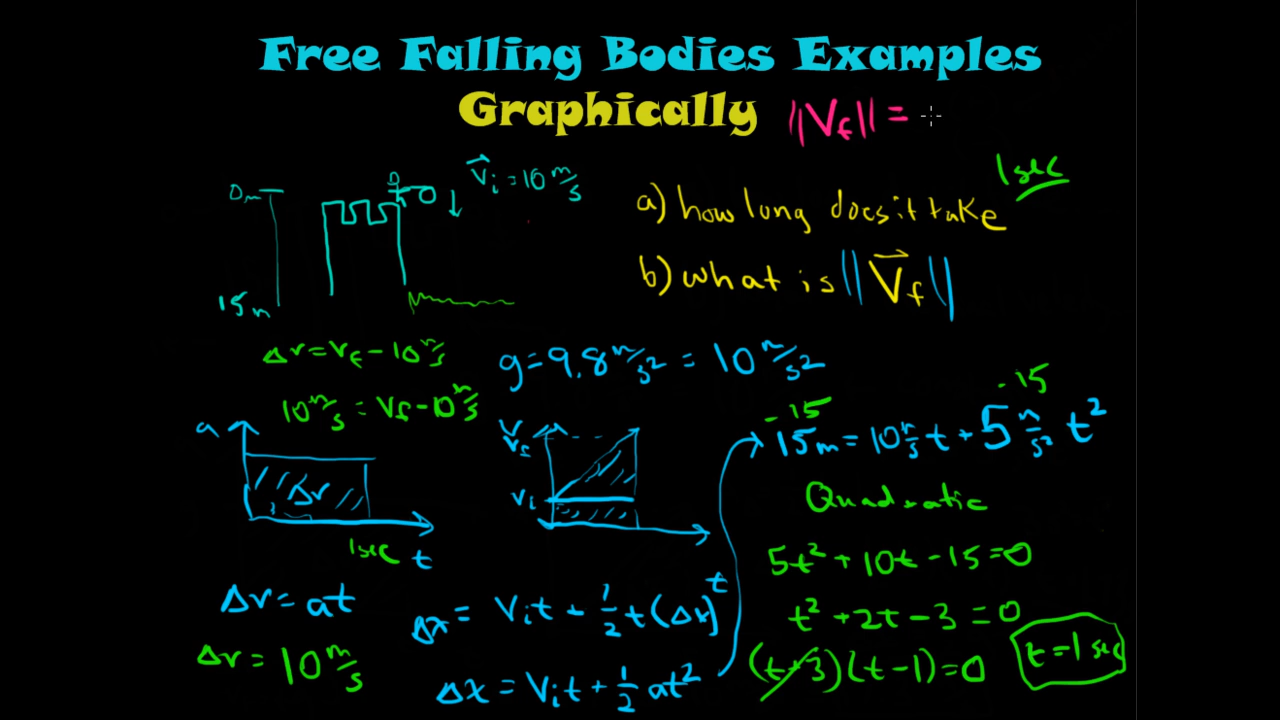 Free Falling Bodies Examples
Graphically ||Vf|| =
0m
V⃗i = 10 m/s
1 sec
a) how long does it take
b) what is ||V⃗f||
15m
Δv = vf − 10 m/s
g = 9.8 m/s² = 10 m/s²
10 m/s = Vf − 10 m/s
-15
-15
15m = 10 m/s t + 5 m/s² t²
a
Δv
1sec t
V
Vf
Vi
t
Quadratic
5t² + 10t − 15 = 0
Δv = at
Δx = Vit + 1/2 t(Δv)
t² + 2t − 3 = 0
Δv = 10 m/s
Δx = Vit + 1/2 at²
(t+3)(t−1) = 0
t = 1 sec